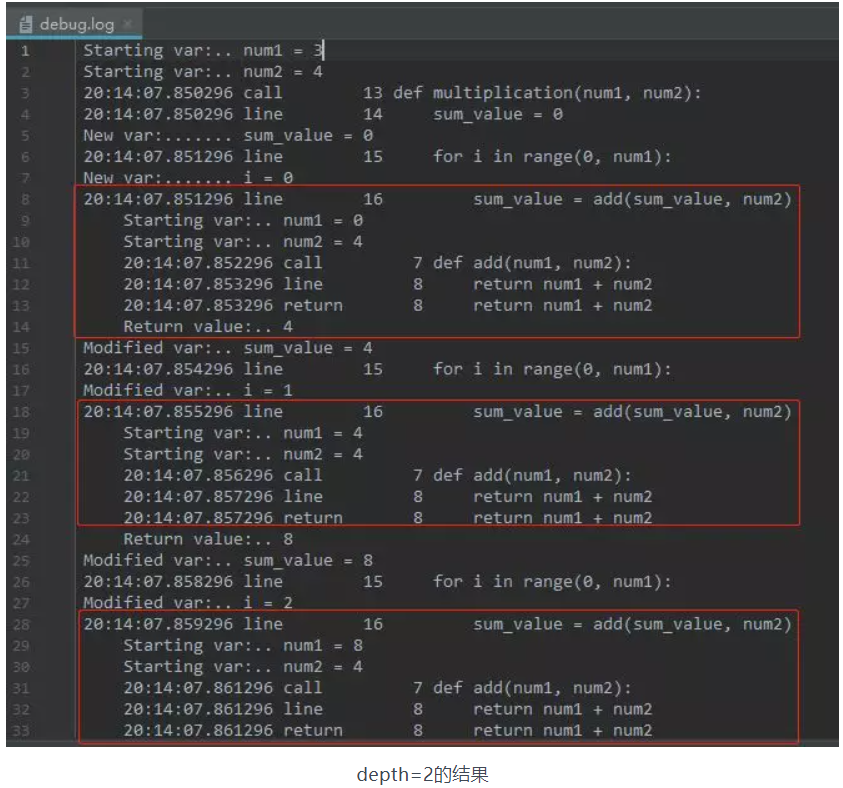 debug.log ×
1 Starting var:.. num1 = 3
2 Starting var:.. num2 = 4
3 20:14:07.850296 call 13 def multiplication(num1, num2):
4 20:14:07.850296 line 14 sum_value = 0
5 New var:....... sum_value = 0
6 20:14:07.851296 line 15 for i in range(0, num1):
7 New var:....... i = 0
8 20:14:07.851296 line 16 sum_value = add(sum_value, num2)
9 Starting var:.. num1 = 0
10 Starting var:.. num2 = 4
11 20:14:07.852296 call 7 def add(num1, num2):
12 20:14:07.853296 line 8 return num1 + num2
13 20:14:07.853296 return 8 return num1 + num2
14 Return value:.. 4
15 Modified var:.. sum_value = 4
16 20:14:07.854296 line 15 for i in range(0, num1):
17 Modified var:.. i = 1
18 20:14:07.855296 line 16 sum_value = add(sum_value, num2)
19 Starting var:.. num1 = 4
20 Starting var:.. num2 = 4
21 20:14:07.856296 call 7 def add(num1, num2):
22 20:14:07.857296 line 8 return num1 + num2
23 20:14:07.857296 return 8 return num1 + num2
24 Return value:.. 8
25 Modified var:.. sum_value = 8
26 20:14:07.858296 line 15 for i in range(0, num1):
27 Modified var:.. i = 2
28 20:14:07.859296 line 16 sum_value = add(sum_value, num2)
29 Starting var:.. num1 = 8
30 Starting var:.. num2 = 4
31 20:14:07.861296 call 7 def add(num1, num2):
32 20:14:07.861296 line 8 return num1 + num2
33 20:14:07.861296 return 8 return num1 + num2
depth=2的结果